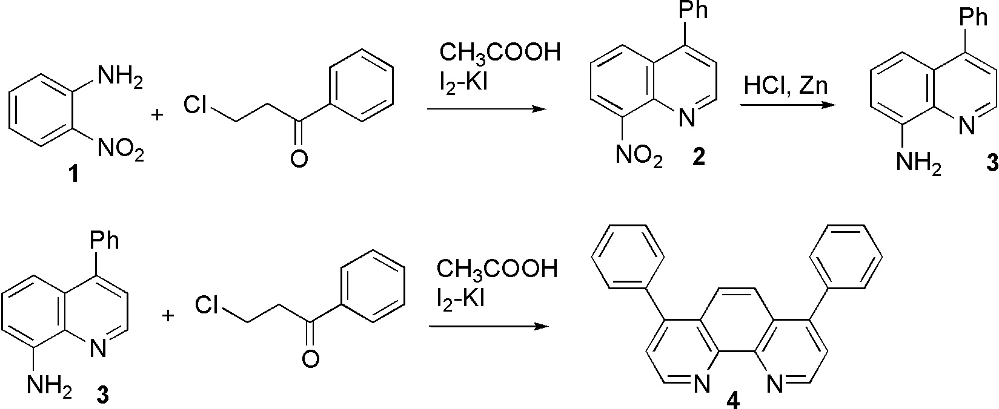 Ph
Ph
CH₃COOH
NH₂
I₂-KI
HCl, Zn
Cl
+
N
N
NO₂
O
NO₂
2
NH₂
3
1
Ph
CH₃COOH
Cl
I₂-KI
+
N
O
NH₂
3
N
N
4